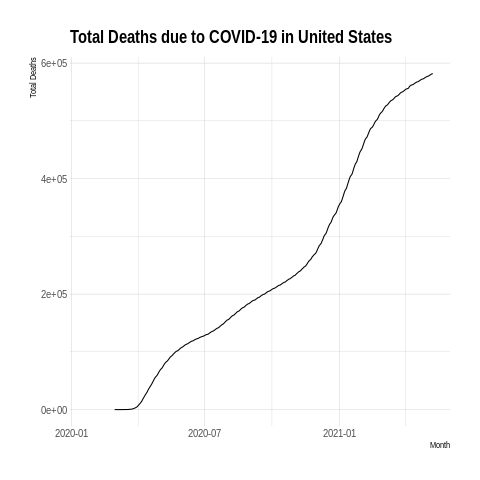 Total Deaths due to COVID-19 in United States
Total Deaths
6e+05
4e+05
2e+05
0e+00
2020-01
2020-07
2021-01
Month